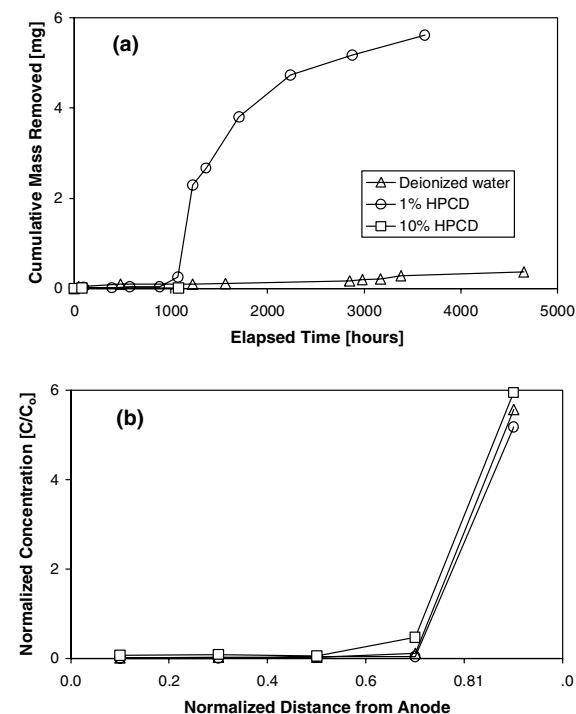 6
(a)
4
2
0
Cumulative Mass Removed [mg]
Deionized water
1% HPCD
10% HPCD
0 1000 2000 3000 4000 5000
Elapsed Time [hours]
6
(b)
4
2
0
Normalized Concentration [C/Co]
0.0 0.2 0.4 0.6 0.81 .0
Normalized Distance from Anode